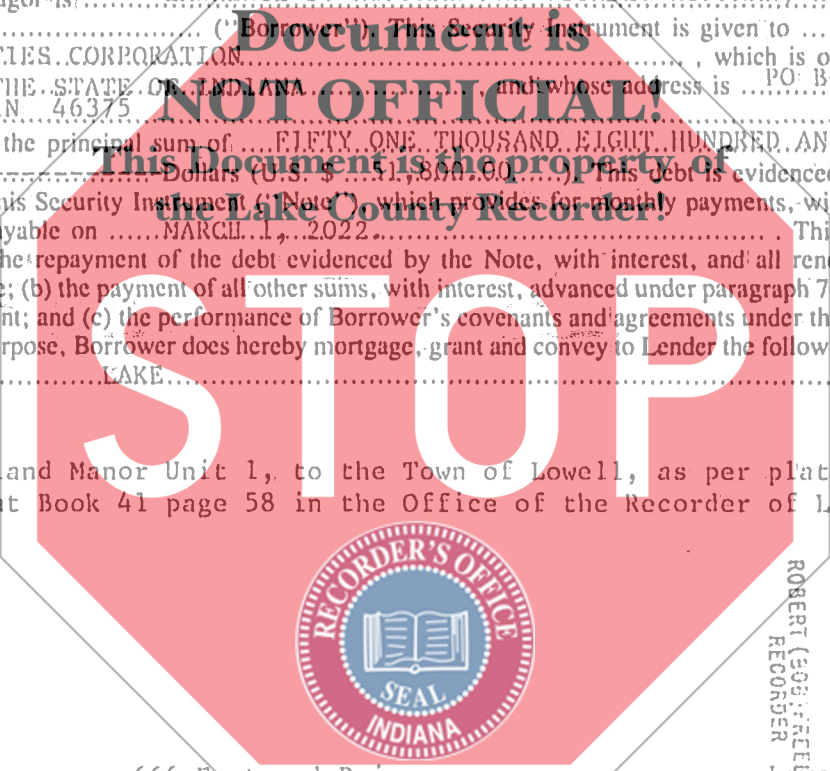 Document is
NOT OFFICIAL!
This Document is the property of
the Lake County Recorder!
STOP
RECORDER'S OFFICE
SEAL
INDIANA
("Borrower"). This Security Instrument is given to
TIES CORPORATION , which is o
THE STATE OF INDIANA , and whose address is PO B
IN 46375
the principal sum of FIFTY ONE THOUSAND EIGHT HUNDRED AN
Dollars (U.S. $ 51,800.00 ). This debt is evidenced
his Security Instrument ("Note"), which provides for monthly payments, wi
yable on MARCH 1, 2022. Thi
he repayment of the debt evidenced by the Note, with interest, and all ren
e; (b) the payment of all other sums, with interest, advanced under paragraph 7
nt; and (c) the performance of Borrower's covenants and agreements under th
rpose, Borrower does hereby mortgage, grant and convey to Lender the follow
LAKE
and Manor Unit 1, to the Town of Lowell, as per plat
at Book 41 page 58 in the Office of the Recorder of L
ROBERT
RECORDER